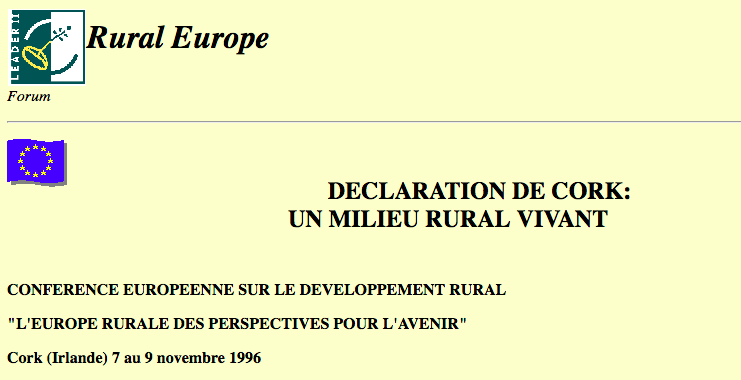 LEADER II
Rural Europe
Forum
DECLARATION DE CORK:
UN MILIEU RURAL VIVANT
CONFERENCE EUROPEENNE SUR LE DEVELOPPEMENT RURAL
"L'EUROPE RURALE DES PERSPECTIVES POUR L'AVENIR"
Cork (Irlande) 7 au 9 novembre 1996